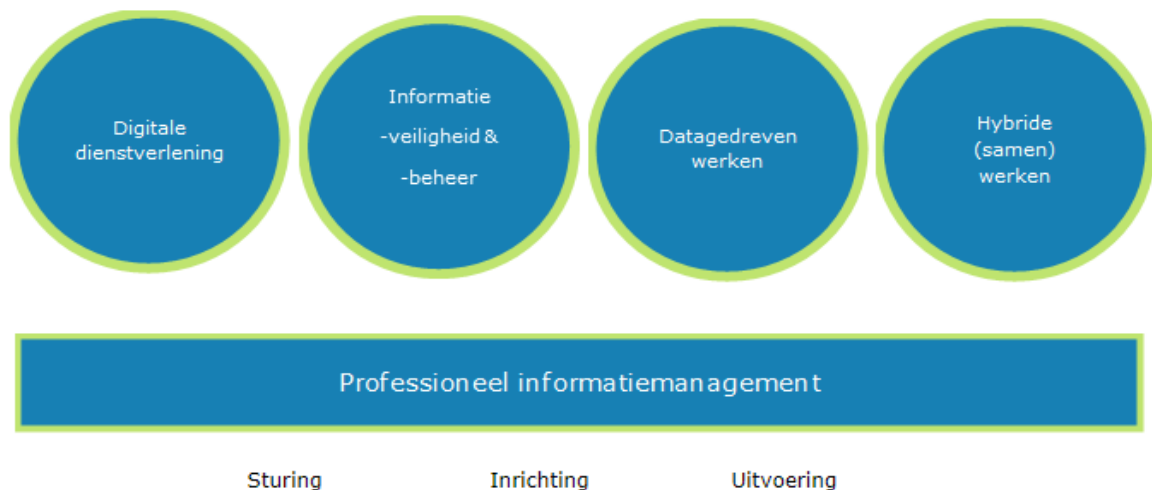 Digitale
dienstverlening
Informatie
-veiligheid &
-beheer
Datagedreven
werken
Hybride
(samen)
werken
Professioneel informatiemanagement
Sturing Inrichting Uitvoering